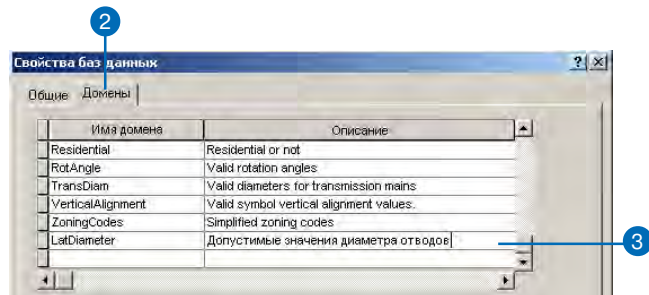 2
Свойства баз данных
Общие Домены
Имя домена Описание
Residential Residential or not
RotAngle Valid rotation angles
TransDiam Valid diameters for transmission mains
VerticalAlignment Valid symbol vertical alignment values.
ZoningCodes Simplified zoning codes
LatDiameter Допустимые значения диаметра отводов
3